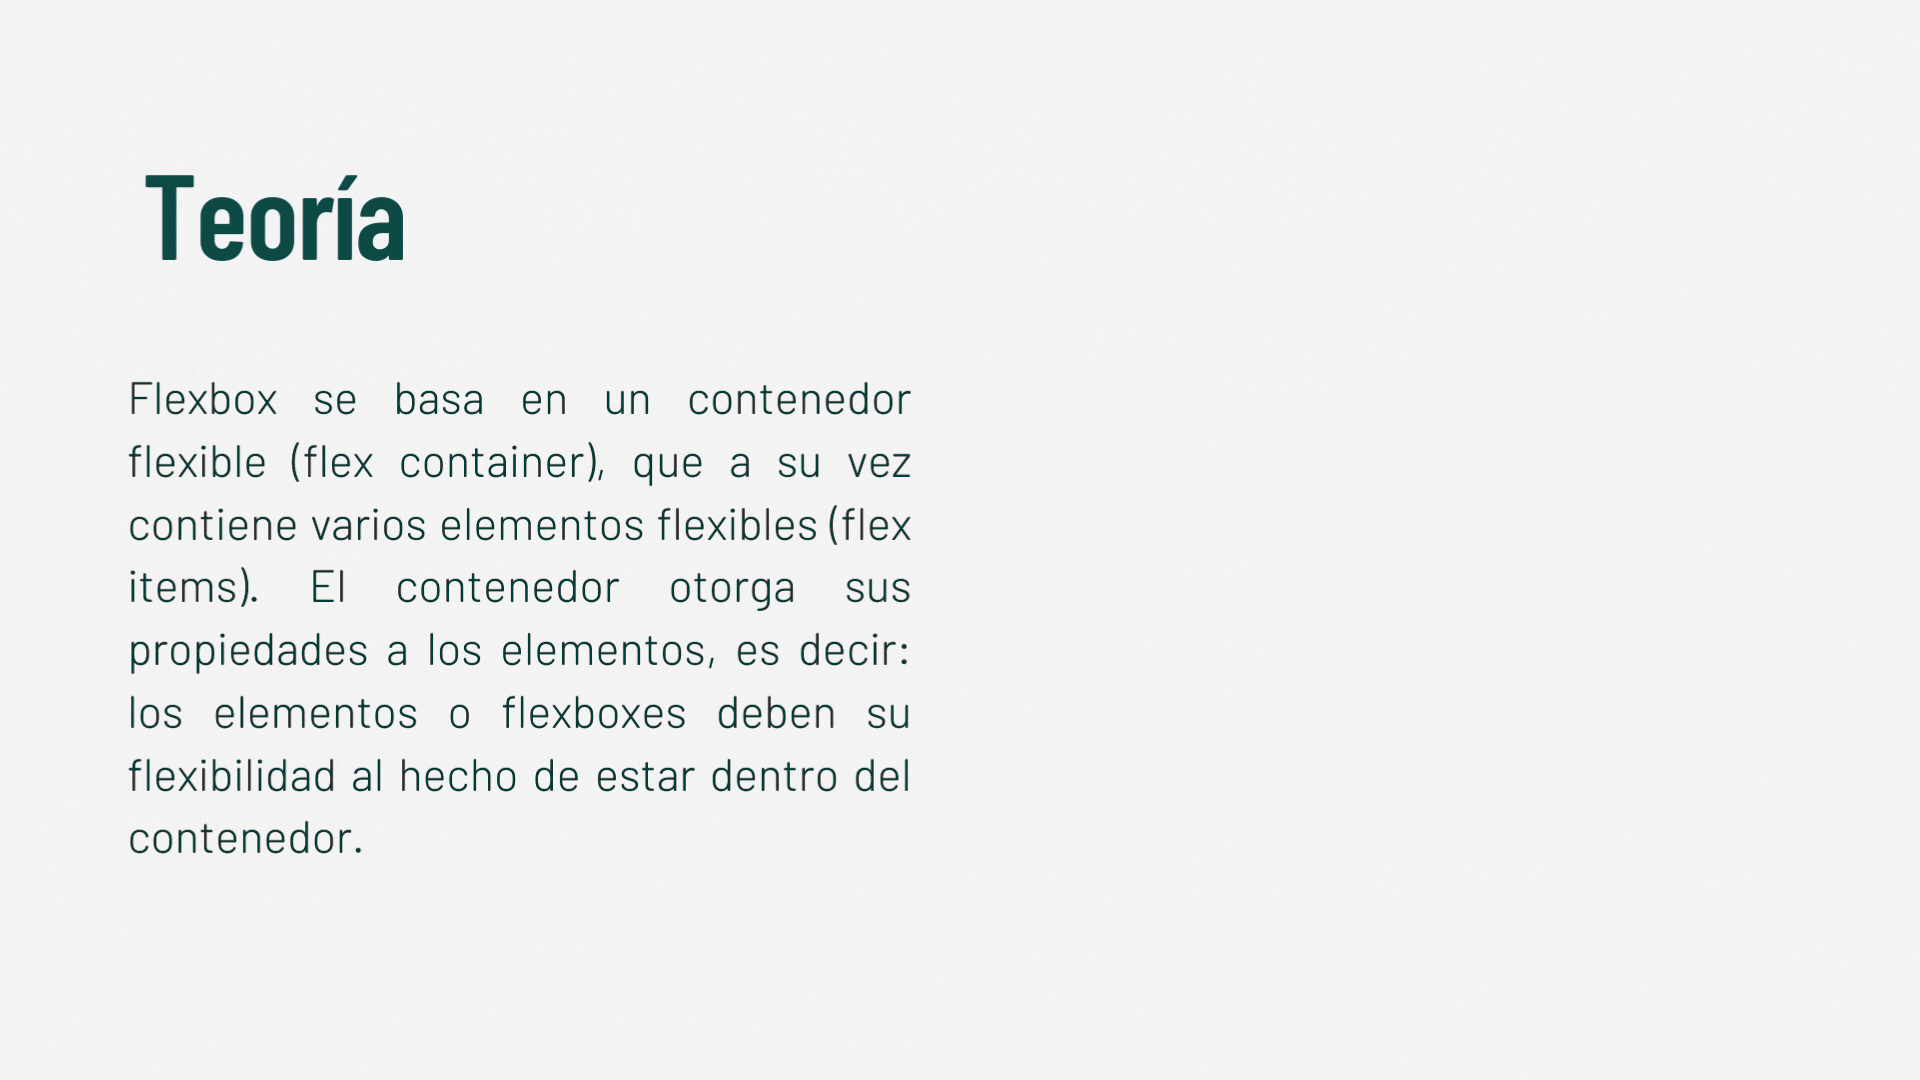 Teoría
Flexbox se basa en un contenedor
flexible (flex container), que a su vez
contiene varios elementos flexibles (flex
items). El contenedor otorga sus
propiedades a los elementos, es decir:
los elementos o flexboxes deben su
flexibilidad al hecho de estar dentro del
contenedor.